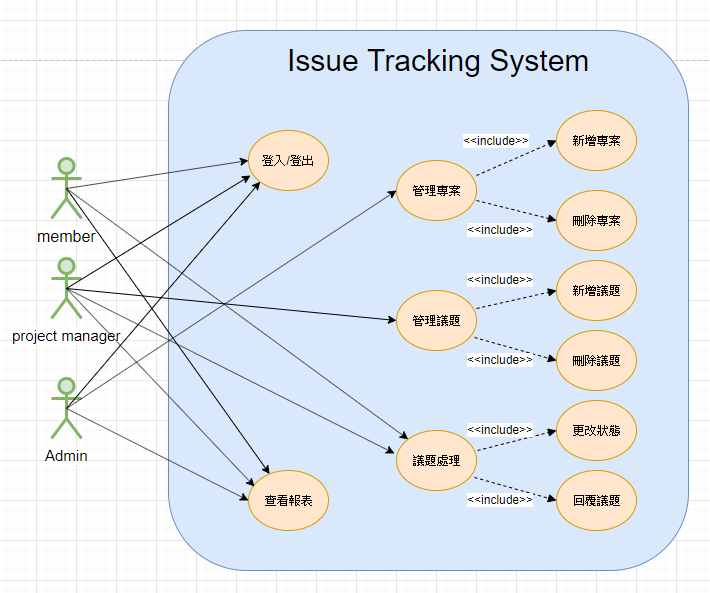 Issue Tracking System
member
project manager
Admin
登入/登出
查看報表
管理專案
管理議題
議題處理
<<include>>
<<include>>
<<include>>
<<include>>
<<include>>
<<include>>
新增專案
刪除專案
新增議題
刪除議題
更改狀態
回覆議題